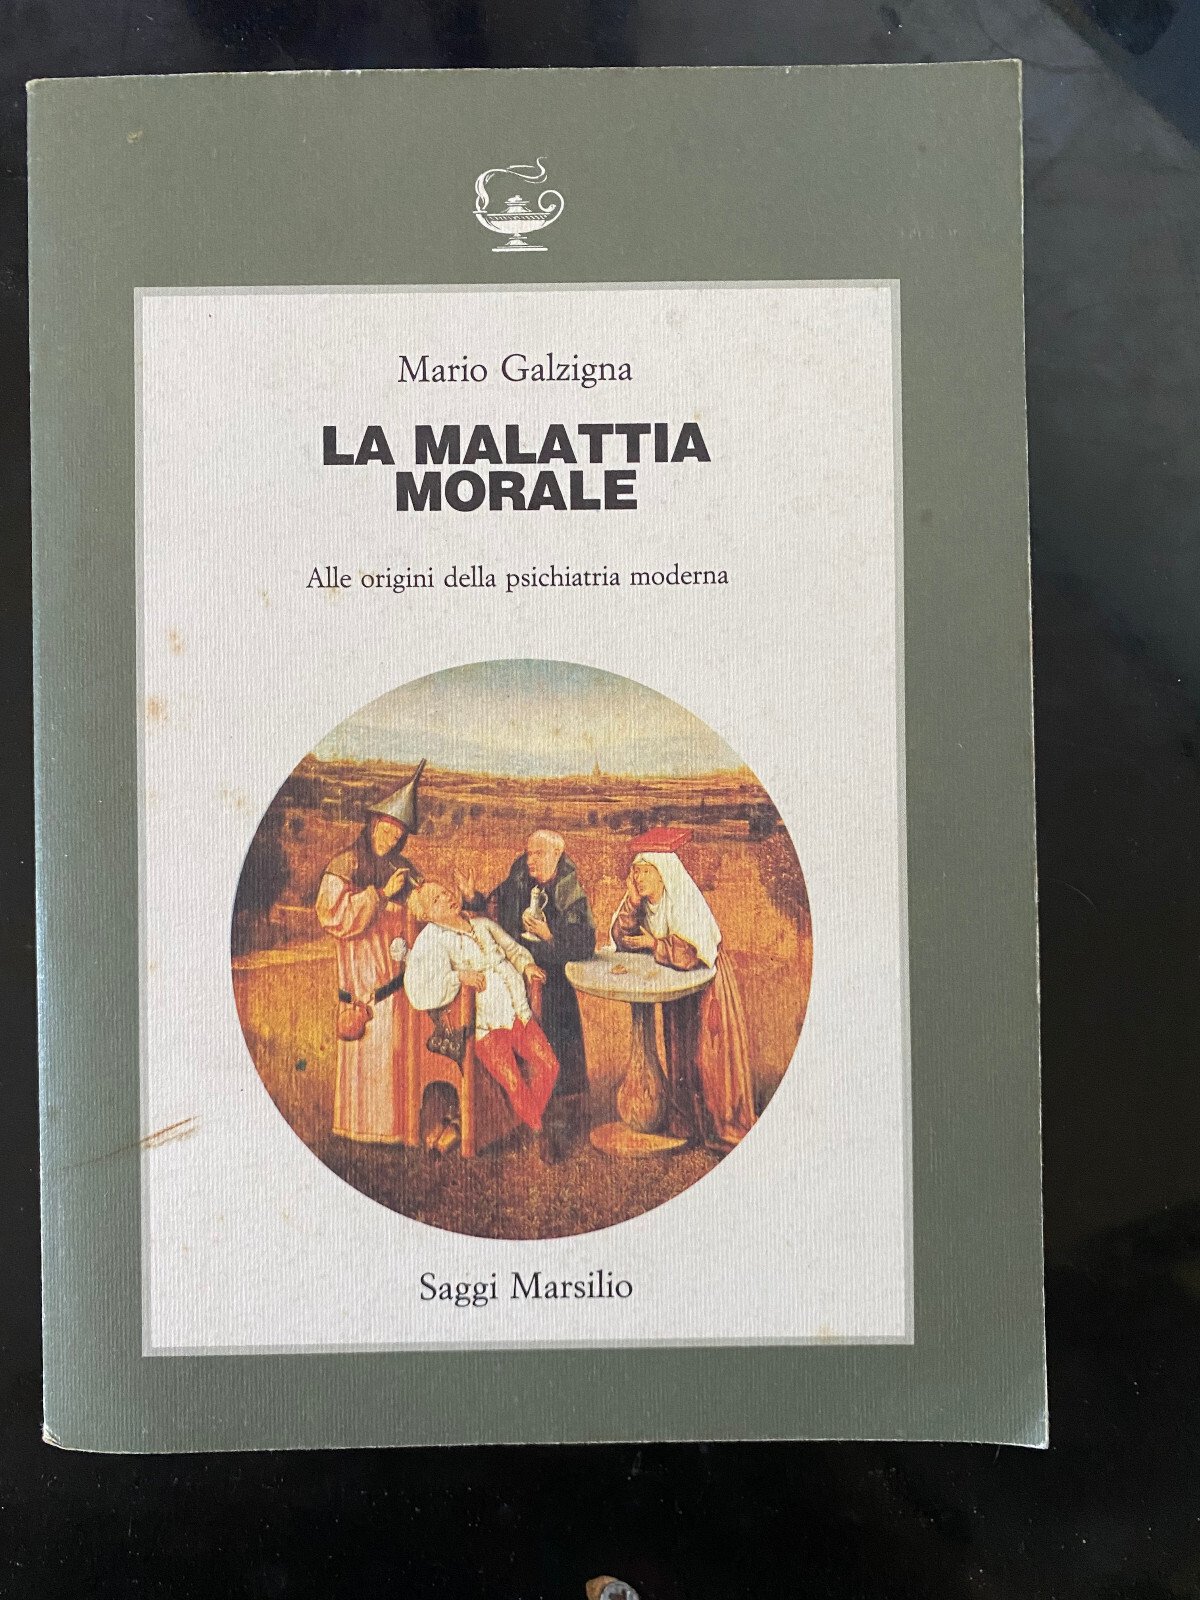 Mario Galzigna
LA MALATTIA
MORALE
Alle origini della psichiatria moderna
Saggi Marsilio